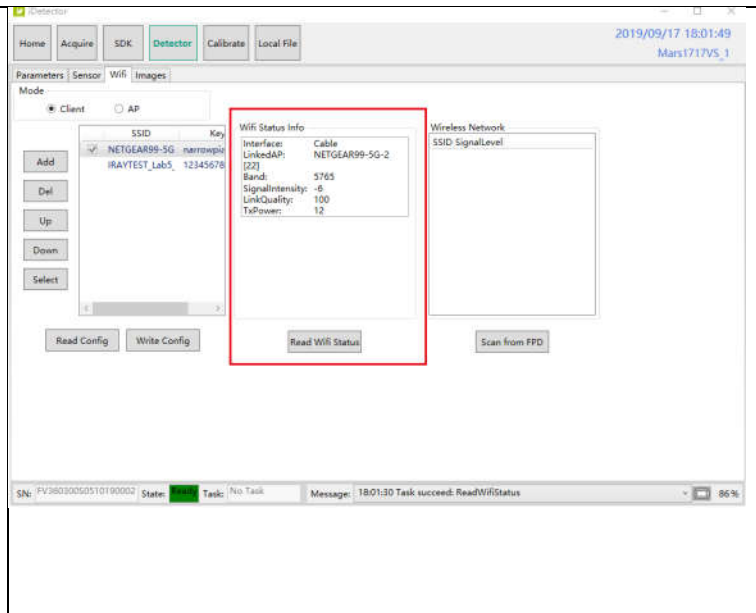 iDetector
Home Acquire SDK Detector Calibrate Local File
2019/09/17 18:01:49
Mars1717VS_1
Parameters Sensor Wifi Images
Mode
Client AP
SSID Key
NETGEAR99-5G
IRAYTEST_Lab5_ 12345678
Add
Del
Up
Down
Select
Read Config Write Config
Wifi Status Info
Interface: Cable
LinkedAP: NETGEAR99-5G-2
[22]
Band: 5765
SignalIntensity: -6
LinkQuality: 100
TxPower: 12
Read Wifi Status
Wireless Network
SSID SignalLevel
Scan from FPD
SN: State: Ready Task: No Task Message: 18:01:30 Task succeed: ReadWifiStatus 86%